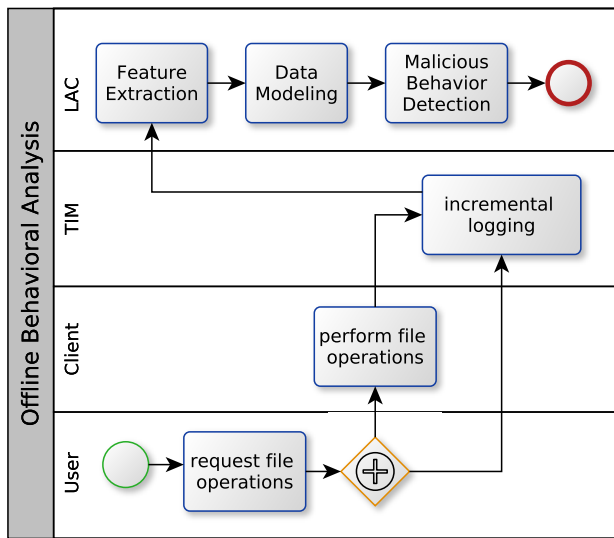 Offline Behavioral Analysis
LAC
Feature
Extraction
Data
Modeling
Malicious
Behavior
Detection
TIM
incremental
logging
Client
perform file
operations
User
request file
operations